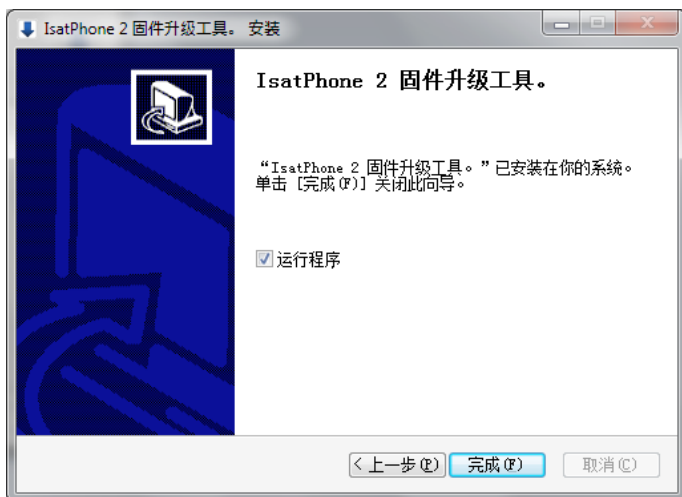 IsatPhone 2 固件升级工具。 安装
IsatPhone 2 固件升级工具。
“IsatPhone 2 固件升级工具。”已安装在你的系统。
单击 [完成(F)] 关闭此向导。
运行程序
< 上一步(P) 完成(F) 取消(C)